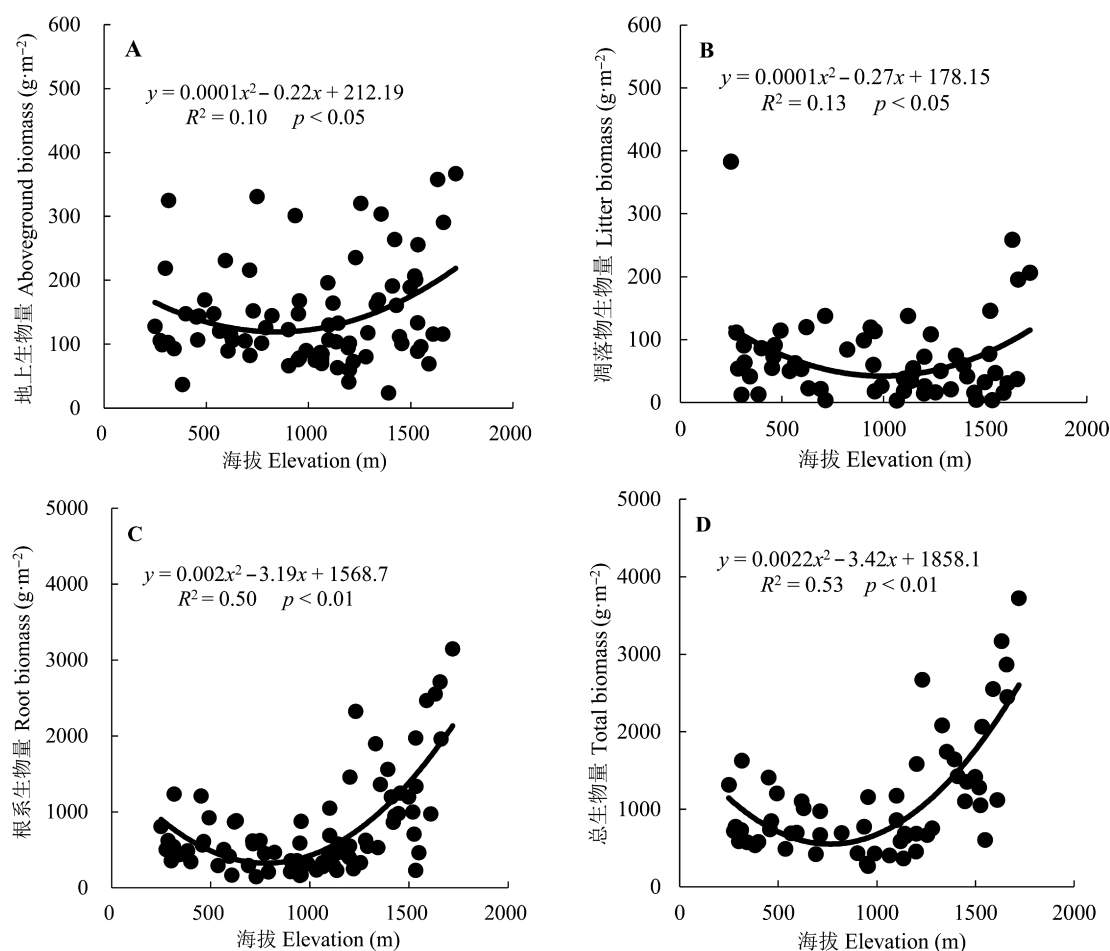 A
y = 0.0001x² − 0.22x + 212.19
R² = 0.10 p < 0.05
地上生物量 Aboveground biomass (g·m⁻²)
600
500
400
300
200
100
0
0 500 1000 1500 2000
海拔 Elevation (m)
B
y = 0.0001x² − 0.27x + 178.15
R² = 0.13 p < 0.05
凋落物生物量 Litter biomass (g·m⁻²)
600
500
400
300
200
100
0
0 500 1000 1500 2000
海拔 Elevation (m)
C
y = 0.002x² − 3.19x + 1568.7
R² = 0.50 p < 0.01
根系生物量 Root biomass (g·m⁻²)
5000
4000
3000
2000
1000
0
0 500 1000 1500 2000
海拔 Elevation (m)
D
y = 0.0022x² − 3.42x + 1858.1
R² = 0.53 p < 0.01
总生物量 Total biomass (g·m⁻²)
5000
4000
3000
2000
1000
0
0 500 1000 1500 2000
海拔 Elevation (m)